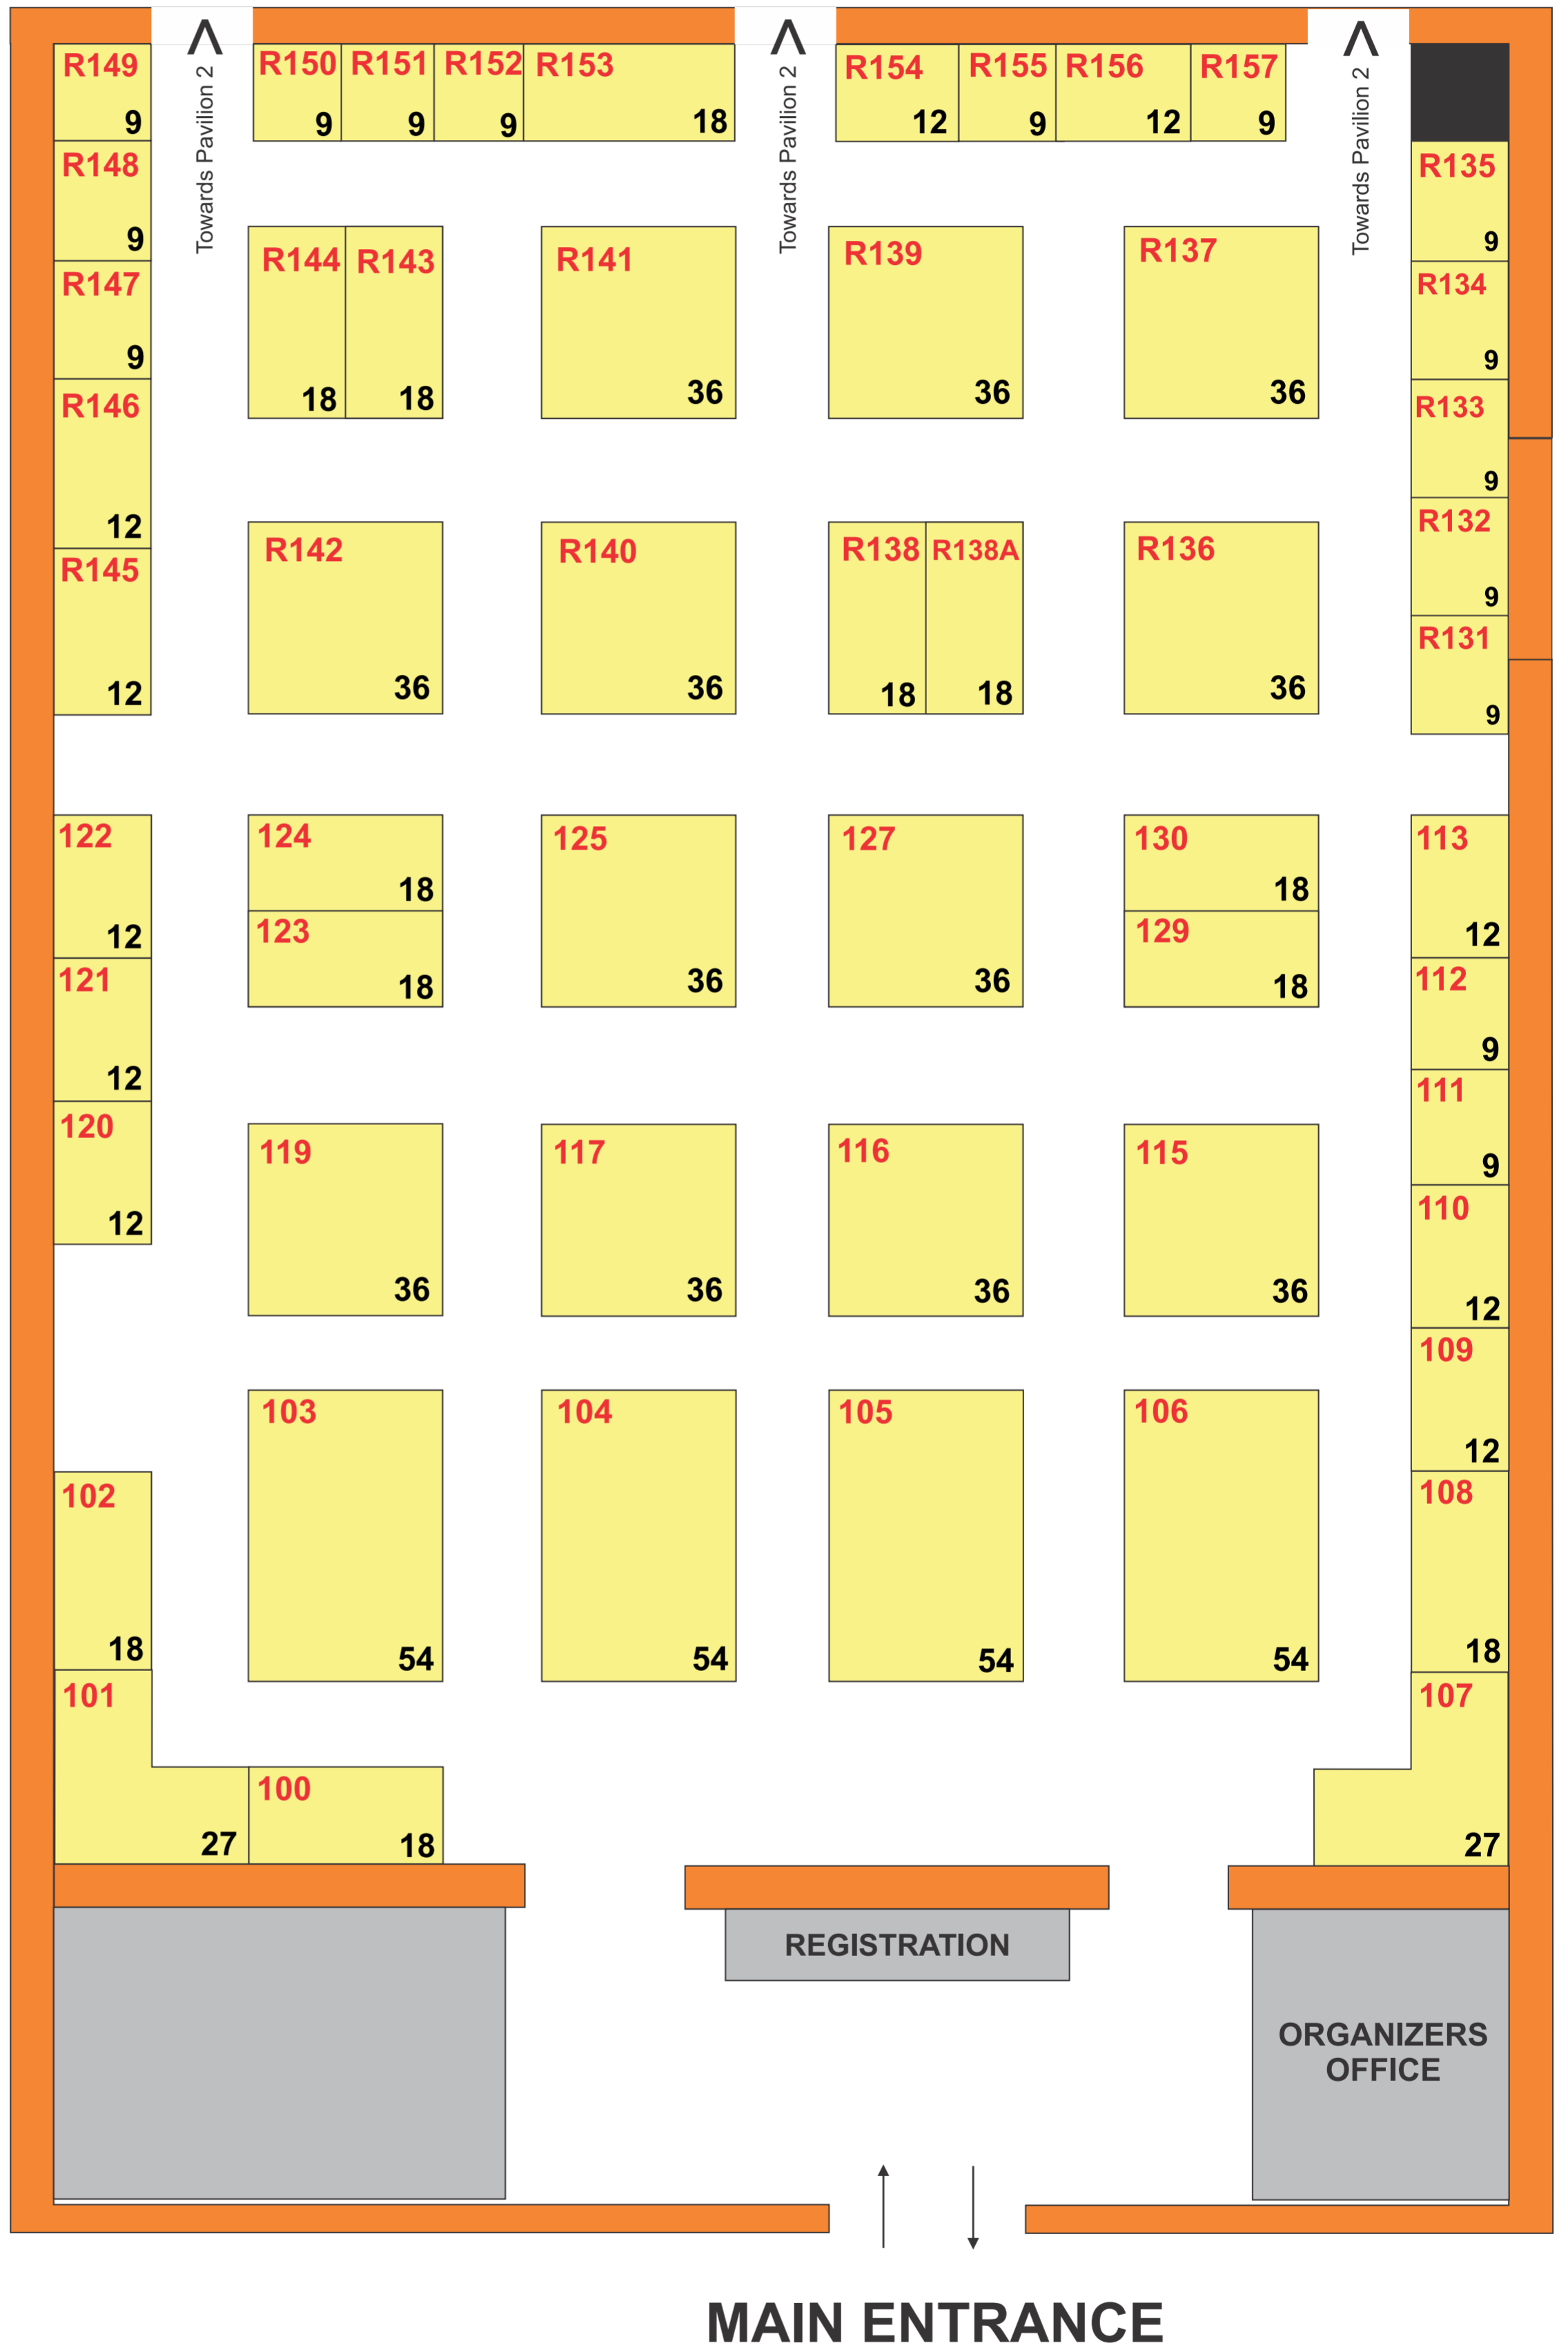 R149
9
Towards Pavilion 2
R150
9
R151
9
R152
9
R153
18
Towards Pavilion 2
R154
12
R155
9
R156
12
R157
9
Towards Pavilion 2
R148
9
R147
9
R146
12
R145
12
R135
9
R134
9
R133
9
R132
9
R131
9
R144
18
R143
18
R141
36
R139
36
R137
36
R142
36
R140
36
R138
18
R138A
18
R136
36
122
12
121
12
120
12
124
18
123
18
125
36
127
36
130
18
129
18
113
12
112
9
111
9
110
12
109
12
108
18
119
36
117
36
116
36
115
36
103
54
104
54
105
54
106
54
102
18
101
27
100
18
107
27
REGISTRATION
ORGANIZERS
OFFICE
MAIN ENTRANCE